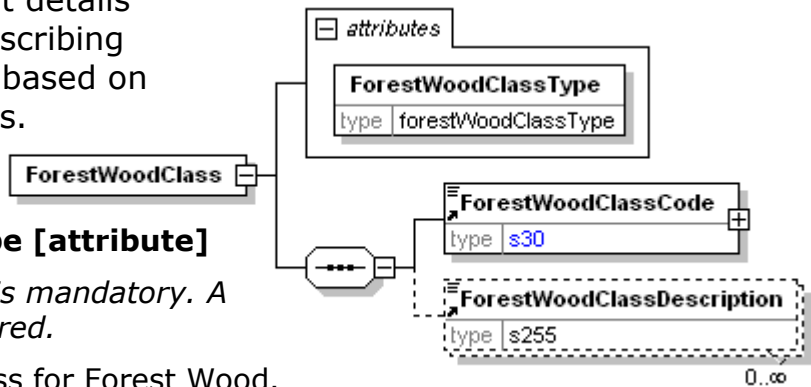 t details
scribing
based on
s.
attributes
ForestWoodClassType
type forestWoodClassType
ForestWoodClass
ForestWoodClassCode
type s30
ForestWoodClassDescription
type s255
0..∞
pe [attribute]
is mandatory. A
red.
ss for Forest Wood.